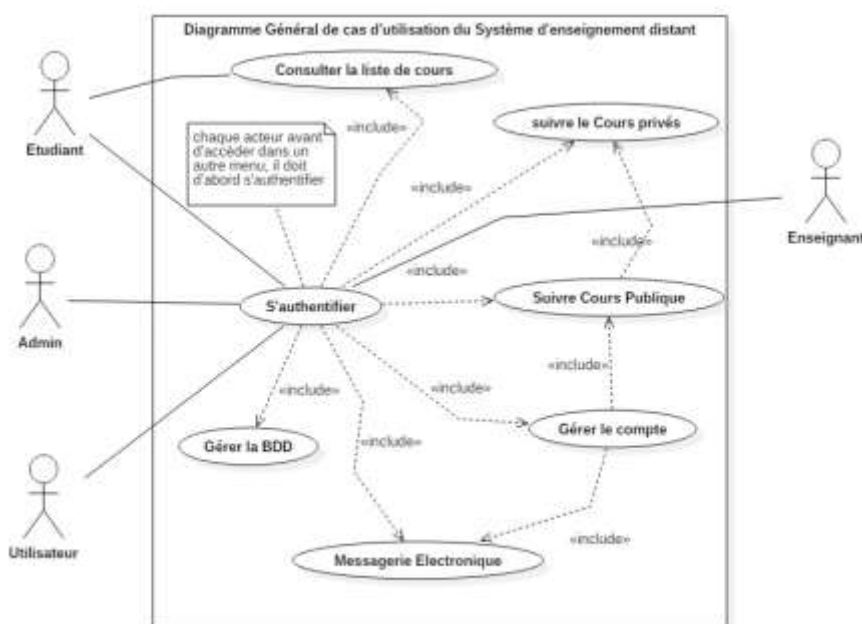 Diagramme Général de cas d'utilisation du Système d'enseignement distant
Consulter la liste de cours
Etudiant
chaque acteur avant
d'accèder dans un
autre menu, il doit
d'abord s'authentifier
«include»
suivre le Cours privés
«include»
Enseignant
«include»
«include»
S'authentifier
Suivre Cours Publique
Admin
«include»
«include»
«include»
Gérer la BDD
«include»
Gérer le compte
Utilisateur
Messagerie Electronique
«include»